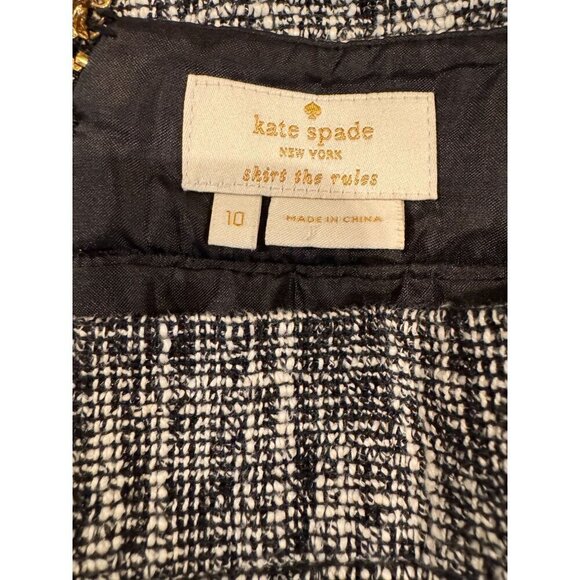 kate spade
NEW YORK
skirt the rules
10
MADE IN CHINA